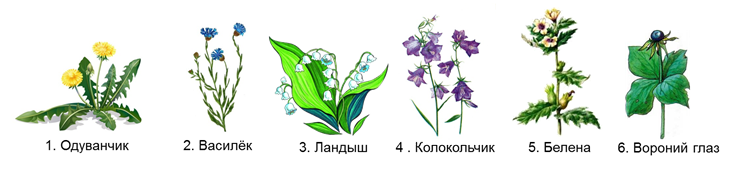 1. Одуванчик 2. Василёк 3. Ландыш 4 . Колокольчик 5. Белена 6. Вороний глаз